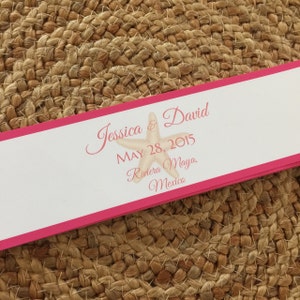 Jessica & David
May 28, 2015
Riviera Maya,
Mexico